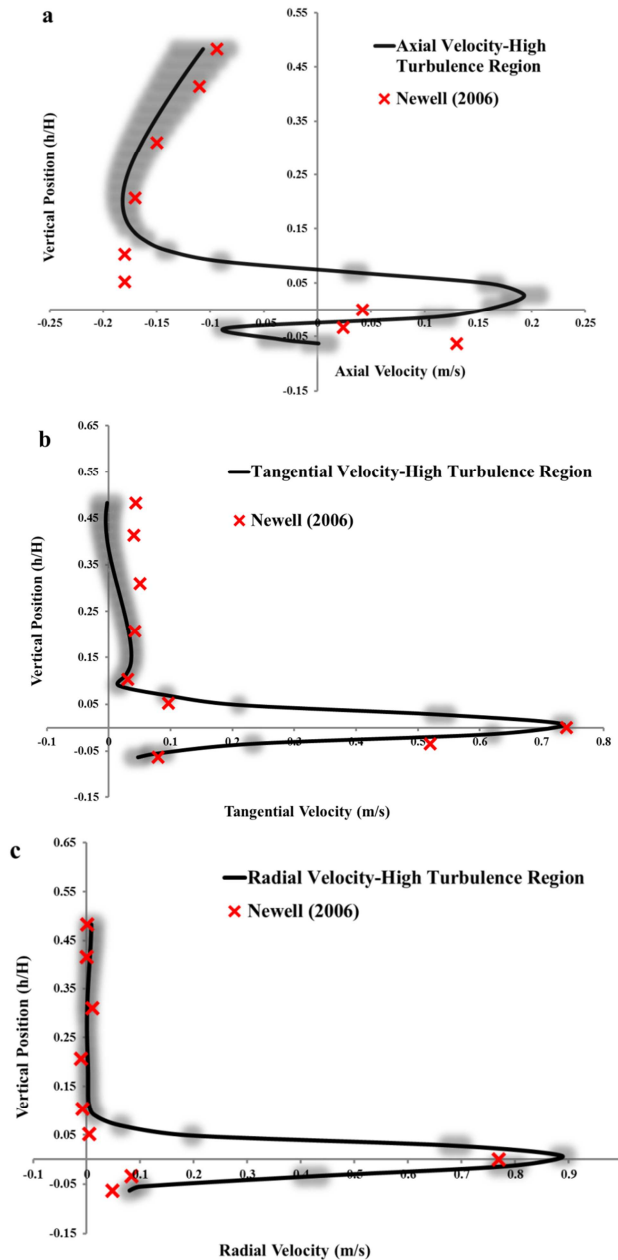 a
0.55
0.45
0.35
0.25
0.15
0.05
-0.05
-0.15
Vertical Position (h/H)
Axial Velocity-High
Turbulence Region
Newell (2006)
-0.25 -0.15 -0.05 0.05 0.15 0.25
Axial Velocity (m/s)
b
0.65
0.55
0.45
0.35
0.25
0.15
0.05
-0.05
-0.15
Vertical Position (h/H)
Tangential Velocity-High Turbulence Region
Newell (2006)
-0.1 0 0.1 0.2 0.3 0.4 0.5 0.6 0.7 0.8
Tangential Velocity (m/s)
c
0.65
0.55
0.45
0.35
0.25
0.15
0.05
-0.05
-0.15
Vertical Position (h/H)
Radial Velocity-High Turbulence Region
Newell (2006)
-0.1 0 0.1 0.2 0.3 0.4 0.5 0.6 0.7 0.8 0.9
Radial Velocity (m/s)